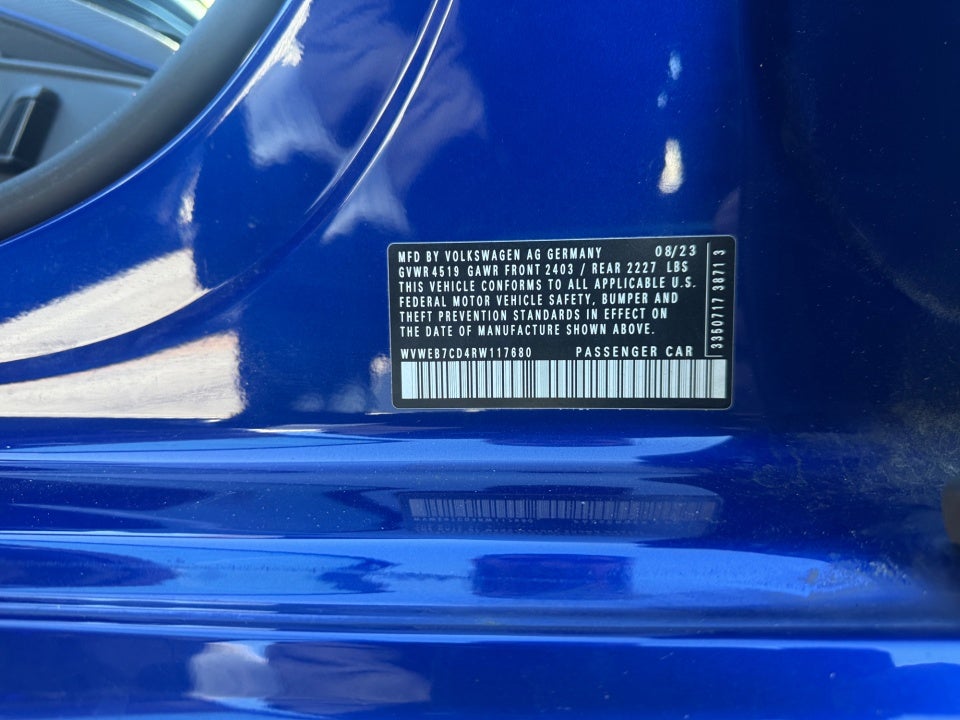 MFD BY VOLKSWAGEN AG GERMANY 08/23
GVWR 4519 GAWR FRONT 2403 / REAR 2227 LBS
THIS VEHICLE CONFORMS TO ALL APPLICABLE U.S.
FEDERAL MOTOR VEHICLE SAFETY, BUMPER AND
THEFT PREVENTION STANDARDS IN EFFECT ON
THE DATE OF MANUFACTURE SHOWN ABOVE.
WVWEB7CD4RW117680 PASSENGER CAR
3350717 3871 3